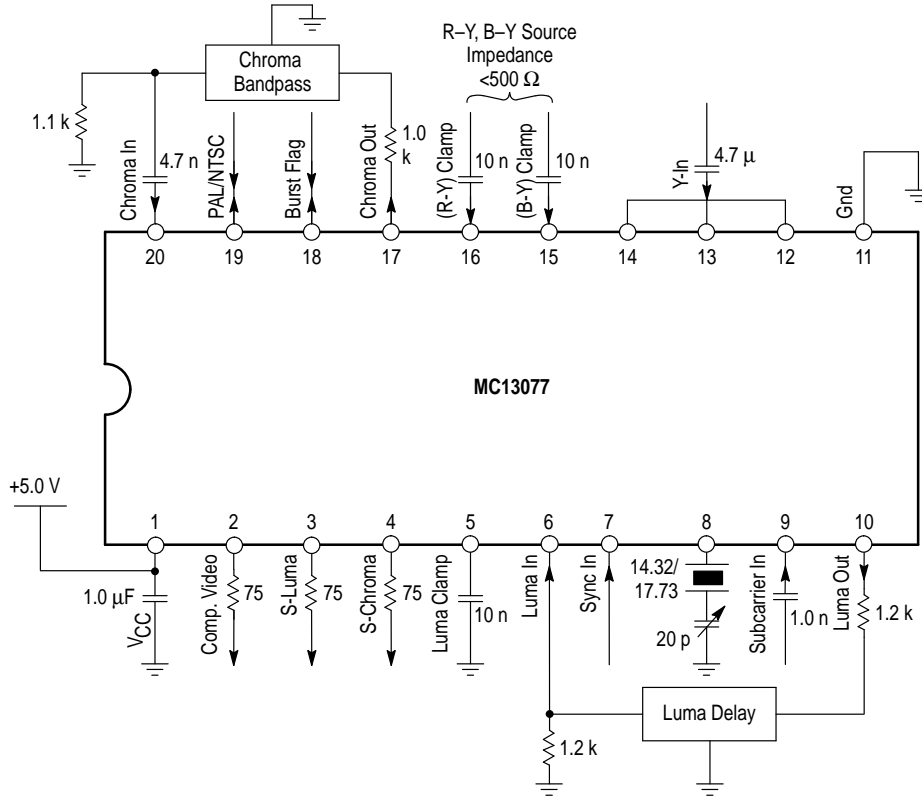 R–Y, B–Y Source
Impedance
<500 Ω
Chroma
Bandpass
1.1 k
Chroma In
4.7 n
PAL/NTSC
Burst Flag
Chroma Out
1.0
k
(R-Y) Clamp
10 n
(B-Y) Clamp
10 n
Y-In
4.7 μ
Gnd
20
19
18
17
16
15
14
13
12
11
MC13077
+5.0 V
1
2
3
4
5
6
7
8
9
10
1.0 μF
VCC
Comp. Video
75
S-Luma
75
S-Chroma
75
Luma Clamp
10 n
Luma In
Sync In
14.32/
17.73
20 p
Subcarrier In
1.0 n
Luma Out
1.2 k
Luma Delay
1.2 k